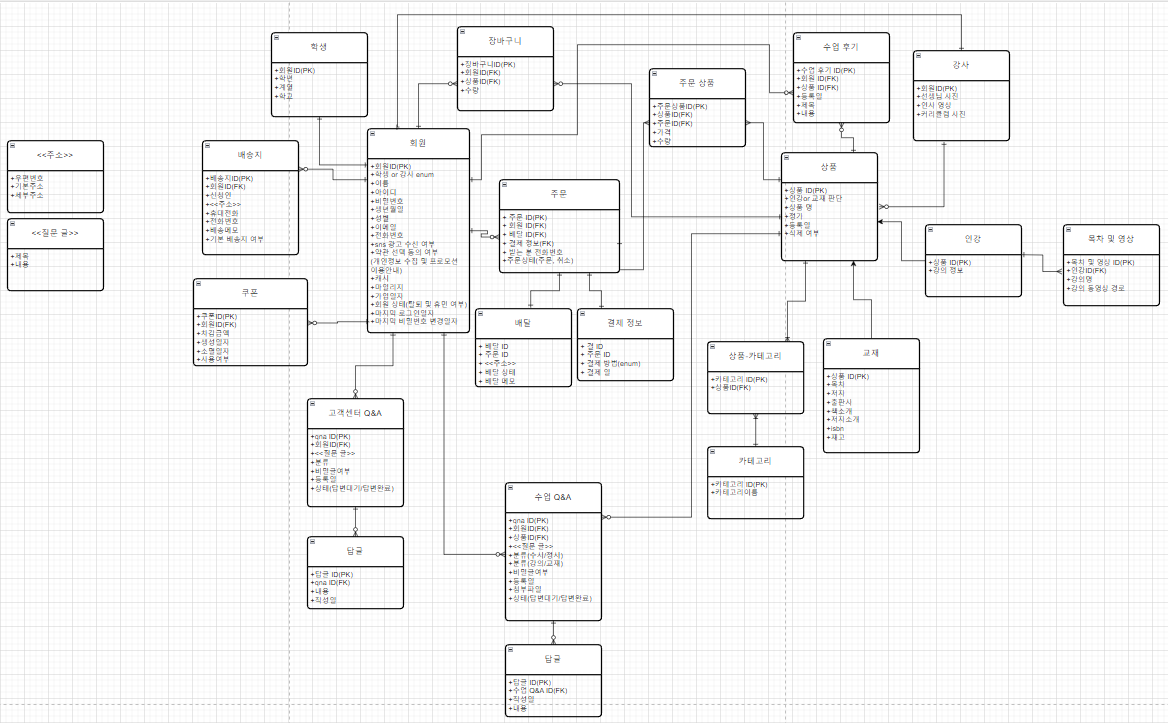 학생
+회원ID(PK)
+학년
+계열
+학교
장바구니
+장바구니ID(PK)
+회원ID(FK)
+상품ID(FK)
+수량
주문 상품
+주문상품ID(PK)
+상품ID(FK)
+주문ID(FK)
+가격
+수량
수업 후기
+수업 후기 ID(PK)
+회원 ID(FK)
+상품 ID(FK)
+등록일
+제목
+내용
강사
+회원ID(PK)
+선생님 사진
+인사 영상
+커리큘럼 사진
<<주소>>
+우편번호
+기본주소
+세부주소
<<질문 글>>
+제목
+내용
배송지
+배송지ID(PK)
+회원ID(FK)
+신청인
+<<주소>>
+휴대전화
+전화번호
+배송메모
+기본 배송지 여부
회원
+회원ID(PK)
+학생 or 강사 enum
+이름
+아이디
+비밀번호
+생년월일
+성별
+이메일
+전화번호
+sns 광고 수신 여부
+약관 선택 동의 여부
(개인정보 수집 및 프로모션
이용안내)
+캐시
+마일리지
+가입일자
+회원 상태(탈퇴 및 휴면 여부)
+마지막 로그인일자
+마지막 비밀번호 변경일자
주문
+ 주문 ID(PK)
+ 회원 ID(FK)
+ 배달 ID(FK)
+ 결제 정보(FK)
+ 받는 분 전화번호
+주문상태(주문, 취소)
상품
+상품 ID(PK)
+인강or 교재 판단
+상품 명
+정가
+등록일
+삭제 여부
인강
+상품 ID(PK)
+강의 정보
목차 및 영상
+목차 및 영상 ID(PK)
+인강ID(FK)
+강의명
+강의 동영상 경로
쿠폰
+쿠폰ID(PK)
+회원ID(FK)
+차감금액
+생성일자
+소멸일자
+사용여부
배달
+ 배달 ID
+ 주문 ID
+ <<주소>>
+ 배달 상태
+ 배달 메모
결제 정보
+ 결 ID
+ 주문 ID
+ 결제 방법(enum)
+ 결제 일
상품-카테고리
+카테고리 ID(PK)
+상품ID(FK)
교재
+상품 ID(PK)
+목차
+저자
+출판사
+책소개
+저자소개
+isbn
+재고
고객센터 Q&A
+qna ID(PK)
+회원ID(FK)
+<<질문 글>>
+분류
+비밀글여부
+등록일
+상태(답변대기/답변완료)
카테고리
+카테고리 ID(PK)
+카테고리이름
수업 Q&A
+qna ID(PK)
+회원ID(FK)
+상품ID(FK)
+<<질문 글>>
+분류(수시/정시)
+분류(강의/교재)
+비밀글여부
+등록일
+첨부파일
+상태(답변대기/답변완료)
답글
+답글 ID(PK)
+qna ID(FK)
+내용
+작성일
답글
+답글 ID(PK)
+수업 Q&A ID(FK)
+작성일
+내용